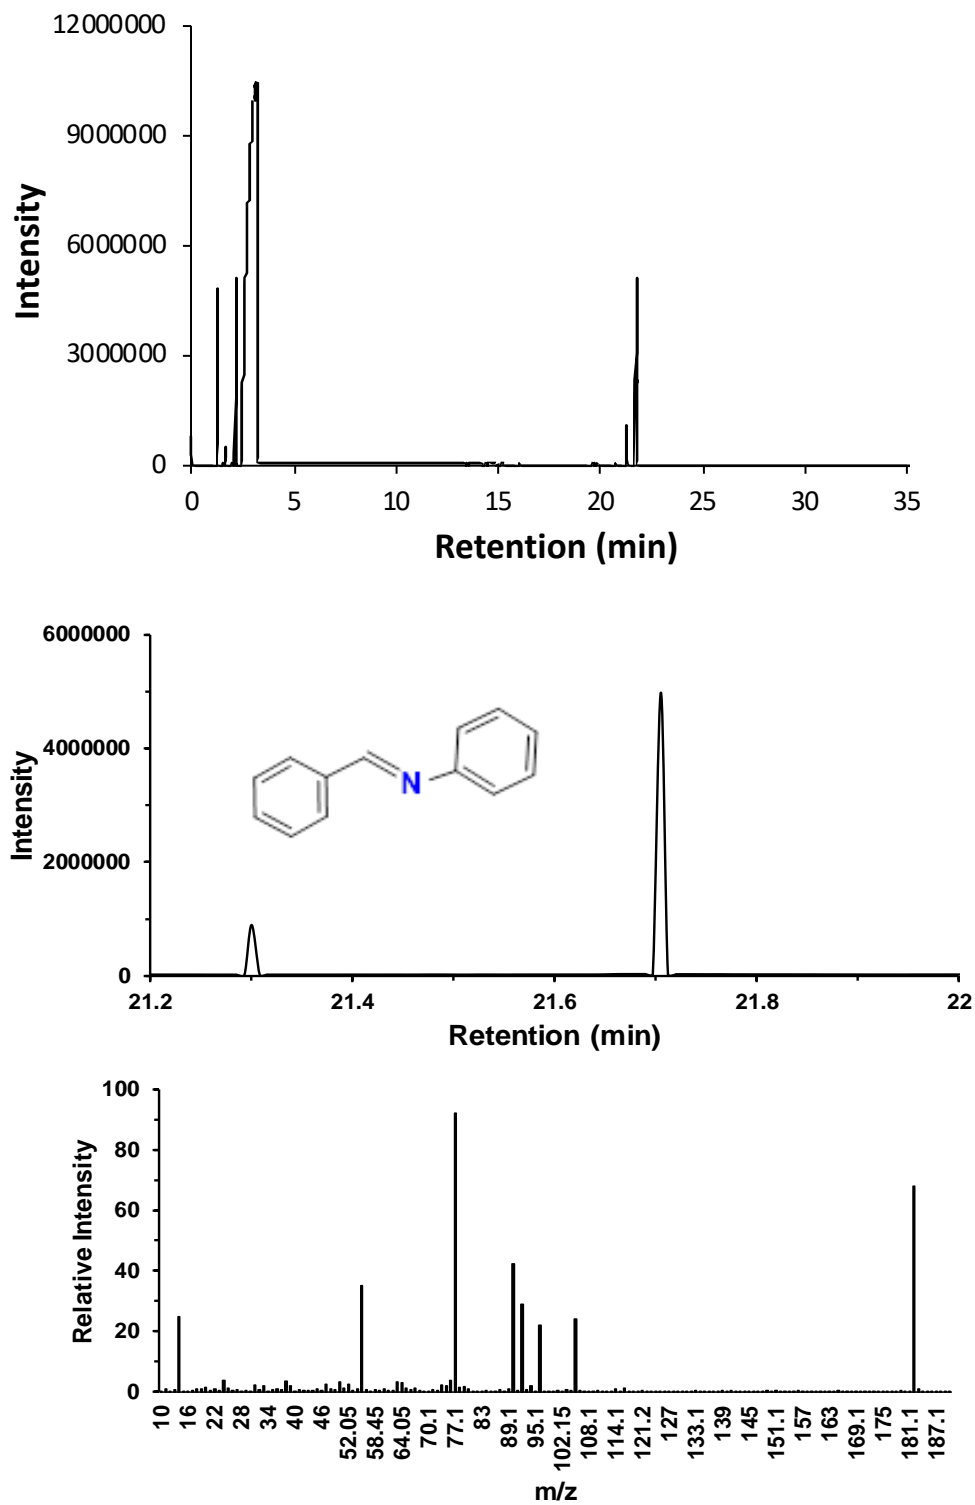 12000000
9000000
6000000
3000000
0
Intensity
0 5 10 15 20 25 30 35
Retention (min)
6000000
4000000
2000000
0
Intensity
N
21.2 21.4 21.6 21.8 22
Retention (min)
100
80
60
40
20
0
Relative Intensity
10 16 22 28 34 40 46 52.05 58.45 64.05 70.1 77.1 83 89.1 95.1 102.15 108.1 114.1 121.2 127 133.1 139 145 151.1 157 163 169.1 175 181.1 187.1
m/z